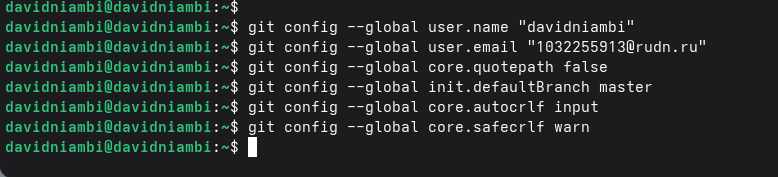 davidniambi@davidniambi:~$
davidniambi@davidniambi:~$ git config --global user.name "davidniambi"
davidniambi@davidniambi:~$ git config --global user.email "1032255913@rudn.ru"
davidniambi@davidniambi:~$ git config --global core.quotepath false
davidniambi@davidniambi:~$ git config --global init.defaultBranch master
davidniambi@davidniambi:~$ git config --global core.autocrlf input
davidniambi@davidniambi:~$ git config --global core.safecrlf warn
davidniambi@davidniambi:~$